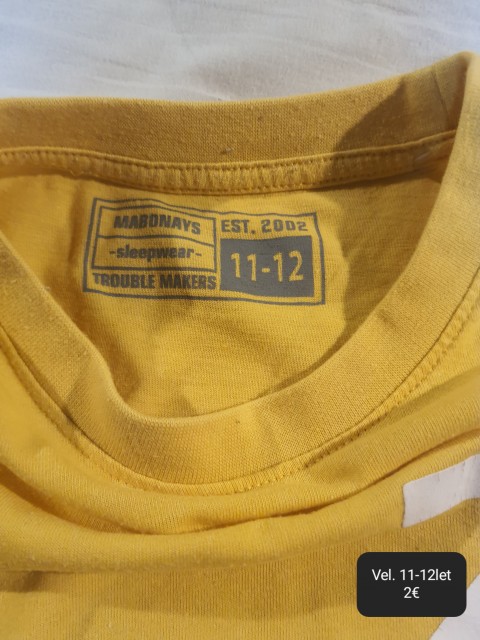 MABONAYS
-sleepwear-
TROUBLE MAKERS
EST. 2002
11-12
Vel. 11-12let
2€